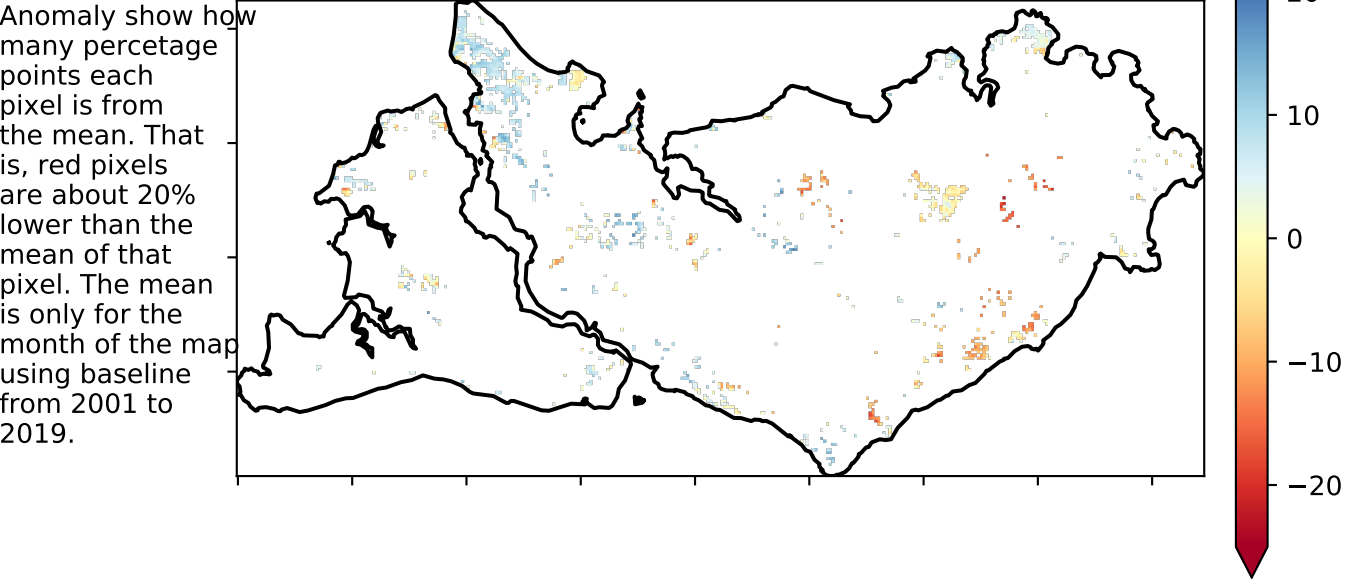 Anomaly show how
many percetage
points each
pixel is from
the mean. That
is, red pixels
are about 20%
lower than the
mean of that
pixel. The mean
is only for the
month of the map
using baseline
from 2001 to
2019.
10
0
−10
−20